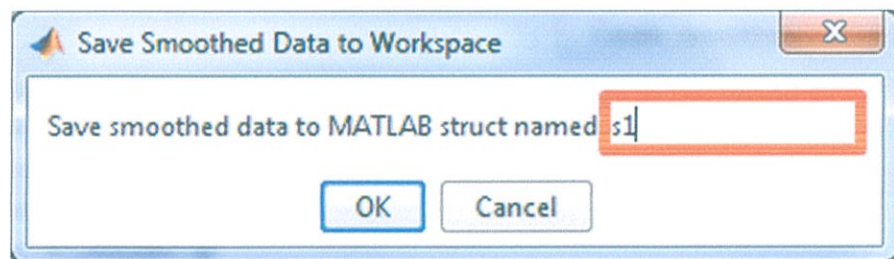 Save Smoothed Data to Workspace
Save smoothed data to MATLAB struct named: s1
OK Cancel